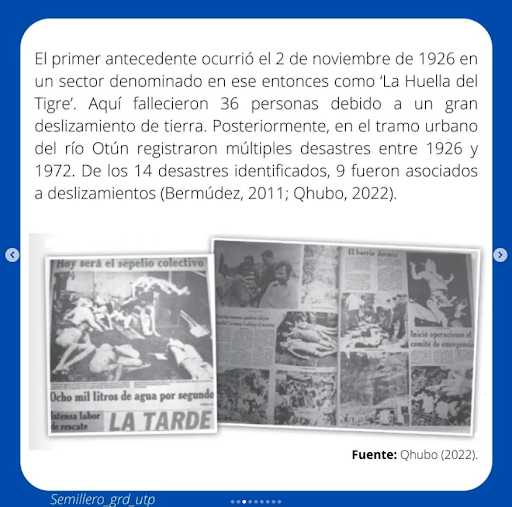 El primer antecedente ocurrió el 2 de noviembre de 1926 en
un sector denominado en ese entonces como 'La Huella del
Tigre'. Aquí fallecieron 36 personas debido a un gran
deslizamiento de tierra. Posteriormente, en el tramo urbano
del río Otún registraron múltiples desastres entre 1926 y
1972. De los 14 desastres identificados, 9 fueron asociados
a deslizamientos (Bermúdez, 2011; Qhubo, 2022).
Hoy será el sepelio colectivo
Ocho mil litros de agua por segundo
Intensa labor
de rescate
LA TARDE
El barrio
Inició operaciones el
comité de emergencia
Fuente: Qhubo (2022).
Semillero_grd_utp